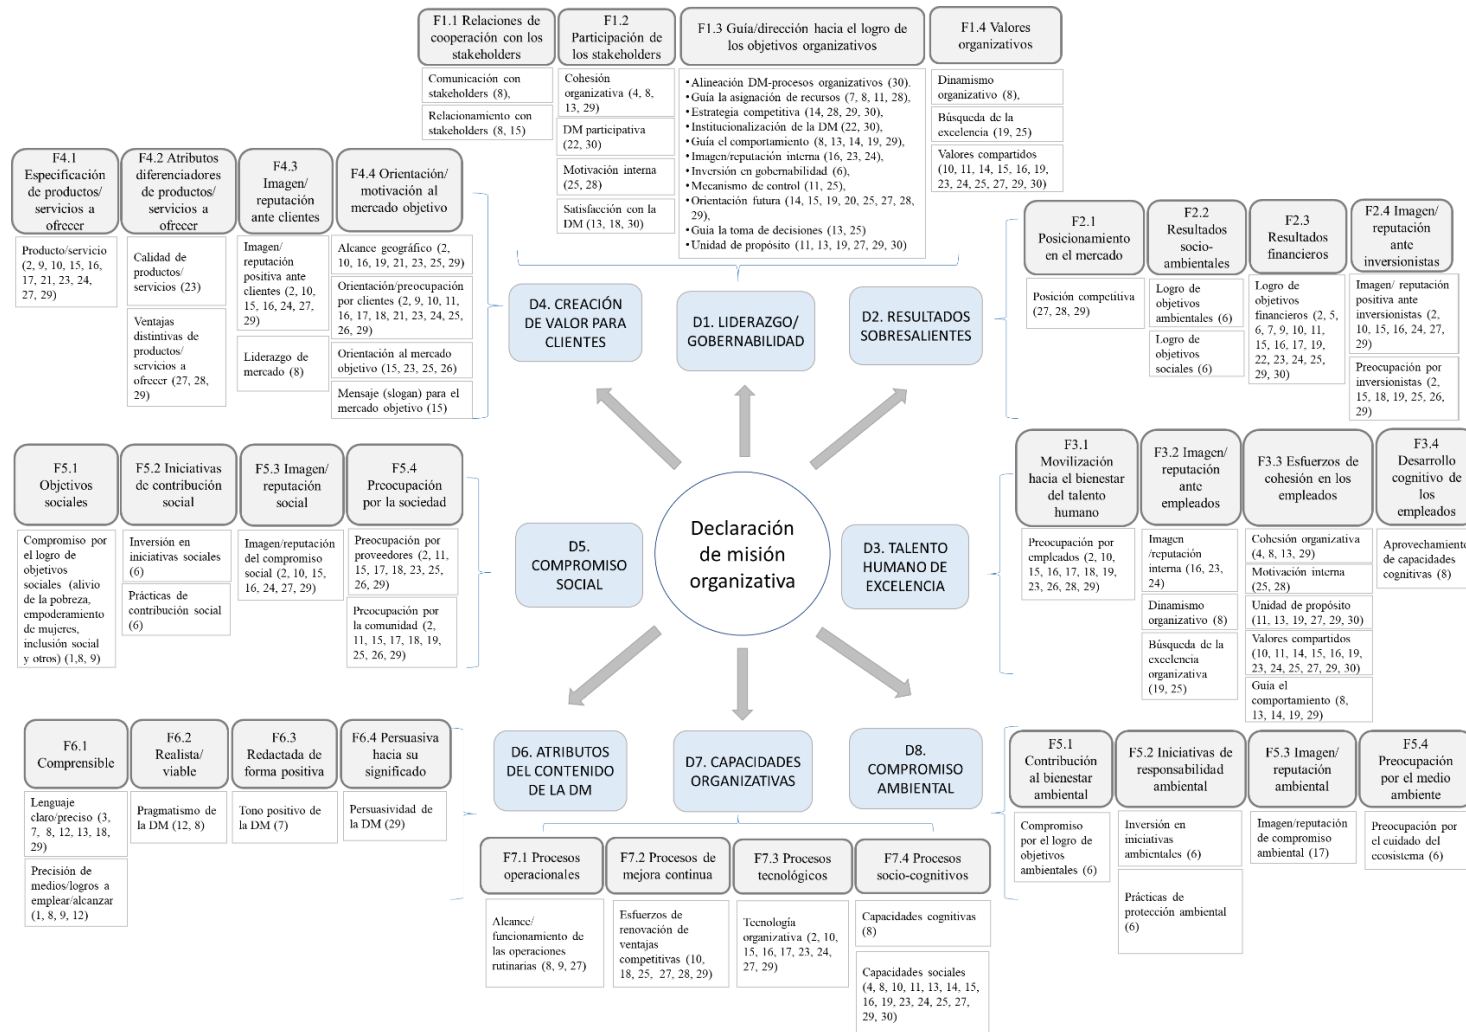 F1.1 Relaciones de
cooperación con los
stakeholders
Comunicación con
stakeholders (8),
Relacionamiento con
stakeholders (8, 15)
F1.2
Participación de
los stakeholders
Cohesión
organizativa (4, 8,
13, 29)
DM participativa
(22, 30)
Motivación interna
(25, 28)
Satisfacción con la
DM (13, 18, 30)
F1.3 Guía/dirección hacia el logro de
los objetivos organizativos
• Alineación DM-procesos organizativos (30).
• Guía la asignación de recursos (7, 8, 11, 28),
• Estrategia competitiva (14, 28, 29, 30),
• Institucionalización de la DM (22, 30),
• Guía el comportamiento (8, 13, 14, 19, 29),
• Imagen/reputación interna (16, 23, 24),
• Inversión en gobernabilidad (6),
• Mecanismo de control (11, 25),
• Orientación futura (14, 15, 19, 20, 25, 27, 28,
29),
• Guía la toma de decisiones (13, 25)
• Unidad de propósito (11, 13, 19, 27, 29, 30)
F1.4 Valores
organizativos
Dinamismo
organizativo (8),
Búsqueda de la
excelencia (19, 25)
Valores compartidos
(10, 11, 14, 15, 16, 19,
23, 24, 25, 27, 29, 30)
F4.1
Especificación
de productos/
servicios a
ofrecer
Producto/servicio
(2, 9, 10, 15, 16,
17, 21, 23, 24,
27, 29)
F4.2 Atributos
diferenciadores
de productos/
servicios a
ofrecer
Calidad de
productos/
servicios (23)
Ventajas
distintivas de
productos/
servicios a
ofrecer (27, 28,
29)
F4.3
Imagen/
reputación
ante clientes
Imagen/
reputación
positiva ante
clientes (2, 10,
15, 16, 24, 27,
29)
Liderazgo de
mercado (8)
F4.4 Orientación/
motivación al
mercado objetivo
Alcance geográfico (2,
10, 16, 19, 21, 23, 25, 29)
Orientación/preocupación
por clientes (2, 9, 10, 11,
16, 17, 18, 21, 23, 24, 25,
26, 29)
Orientación al mercado
objetivo (15, 23, 25, 26)
Mensaje (slogan) para el
mercado objetivo (15)
D4. CREACIÓN
DE VALOR PARA
CLIENTES
D1. LIDERAZGO/
GOBERNABILIDAD
D2. RESULTADOS
SOBRESALIENTES
F2.1
Posicionamiento
en el mercado
Posición competitiva
(27, 28, 29)
F2.2
Resultados
socio-
ambientales
Logro de
objetivos
ambientales (6)
Logro de
objetivos
sociales (6)
F2.3
Resultados
financieros
Logro de
objetivos
financieros (2, 5,
6, 7, 9, 10, 11,
15, 16, 17, 19,
22, 23, 24, 25,
29, 30)
F2.4 Imagen/
reputación
ante
inversionistas
Imagen/ reputación
positiva ante
inversionistas (2,
10, 15, 16, 24, 27,
29)
Preocupación por
inversionistas (2,
15, 18, 19, 25, 26,
29)
F5.1
Objetivos
sociales
Compromiso por
el logro de
objetivos
sociales (alivio
de la pobreza,
empoderamiento
de mujeres,
inclusión social
y otros) (1,8, 9)
F5.2 Iniciativas
de contribución
social
Inversión en
iniciativas sociales
(6)
Prácticas de
contribución social
(6)
F5.3 Imagen/
reputación
social
Imagen/reputación
del compromiso
social (2, 10, 15,
16, 24, 27, 29)
F5.4
Preocupación
por la sociedad
Preocupación por
proveedores (2, 11,
15, 17, 18, 23, 25,
26, 29)
Preocupación por
la comunidad (2,
11, 15, 17, 18, 19,
25, 26, 29)
D5.
COMPROMISO
SOCIAL
Declaración
de misión
organizativa
D3. TALENTO
HUMANO DE
EXCELENCIA
F3.1
Movilización
hacia el bienestar
del talento
humano
Preocupación por
empleados (2, 10,
15, 16, 17, 18, 19,
23, 26, 28, 29)
F3.2 Imagen/
reputación
ante
empleados
Imagen
/reputación
interna (16, 23,
24)
Dinamismo
organizativo (8)
Búsqueda de la
excelencia
organizativa
(19, 25)
F3.3 Esfuerzos de
cohesión en los
empleados
Cohesión organizativa
(4, 8, 13, 29)
Motivación interna
(25, 28)
Unidad de propósito
(11, 13, 19, 27, 29, 30)
Valores compartidos
(10, 11, 14, 15, 16, 19,
23, 24, 25, 27, 29, 30)
Guía el
comportamiento (8,
13, 14, 19, 29)
F3.4
Desarrollo
cognitivo de
los
empleados
Aprovechamiento
de capacidades
cognitivas (8)
F6.1
Comprensible
Lenguaje
claro/preciso (3,
7, 8, 12, 13, 18,
29)
Precisión de
medios/logros a
emplear/alcanzar
(1, 8, 9, 12)
F6.2
Realista/
viable
Pragmatismo de
la DM (12, 8)
F6.3
Redactada de
forma positiva
Tono positivo de
la DM (7)
F6.4 Persuasiva
hacia su
significado
Persuasividad de
la DM (29)
D6. ATRIBUTOS
DEL CONTENIDO
DE LA DM
D7. CAPACIDADES
ORGANIZATIVAS
D8.
COMPROMISO
AMBIENTAL
F7.1 Procesos
operacionales
Alcance/
funcionamiento de
las operaciones
rutinarias (8, 9, 27)
F7.2 Procesos de
mejora continua
Esfuerzos de
renovación de
ventajas
competitivas (10,
18, 25, 27, 28, 29)
F7.3 Procesos
tecnológicos
Tecnología
organizativa (2, 10,
15, 16, 17, 23, 24,
27, 29)
F7.4 Procesos
socio-cognitivos
Capacidades cognitivas
(8)
Capacidades sociales
(4, 8, 10, 11, 13, 14, 15,
16, 19, 23, 24, 25, 27,
29, 30)
F5.1
Contribución
al bienestar
ambiental
Compromiso
por el logro de
objetivos
ambientales (6)
F5.2 Iniciativas de
responsabilidad
ambiental
Inversión en
iniciativas
ambientales (6)
Prácticas de
protección ambiental
(6)
F5.3 Imagen/
reputación
ambiental
Imagen/reputación
de compromiso
ambiental (17)
F5.4
Preocupación
por el medio
ambiente
Preocupación por
el cuidado del
ecosistema (6)